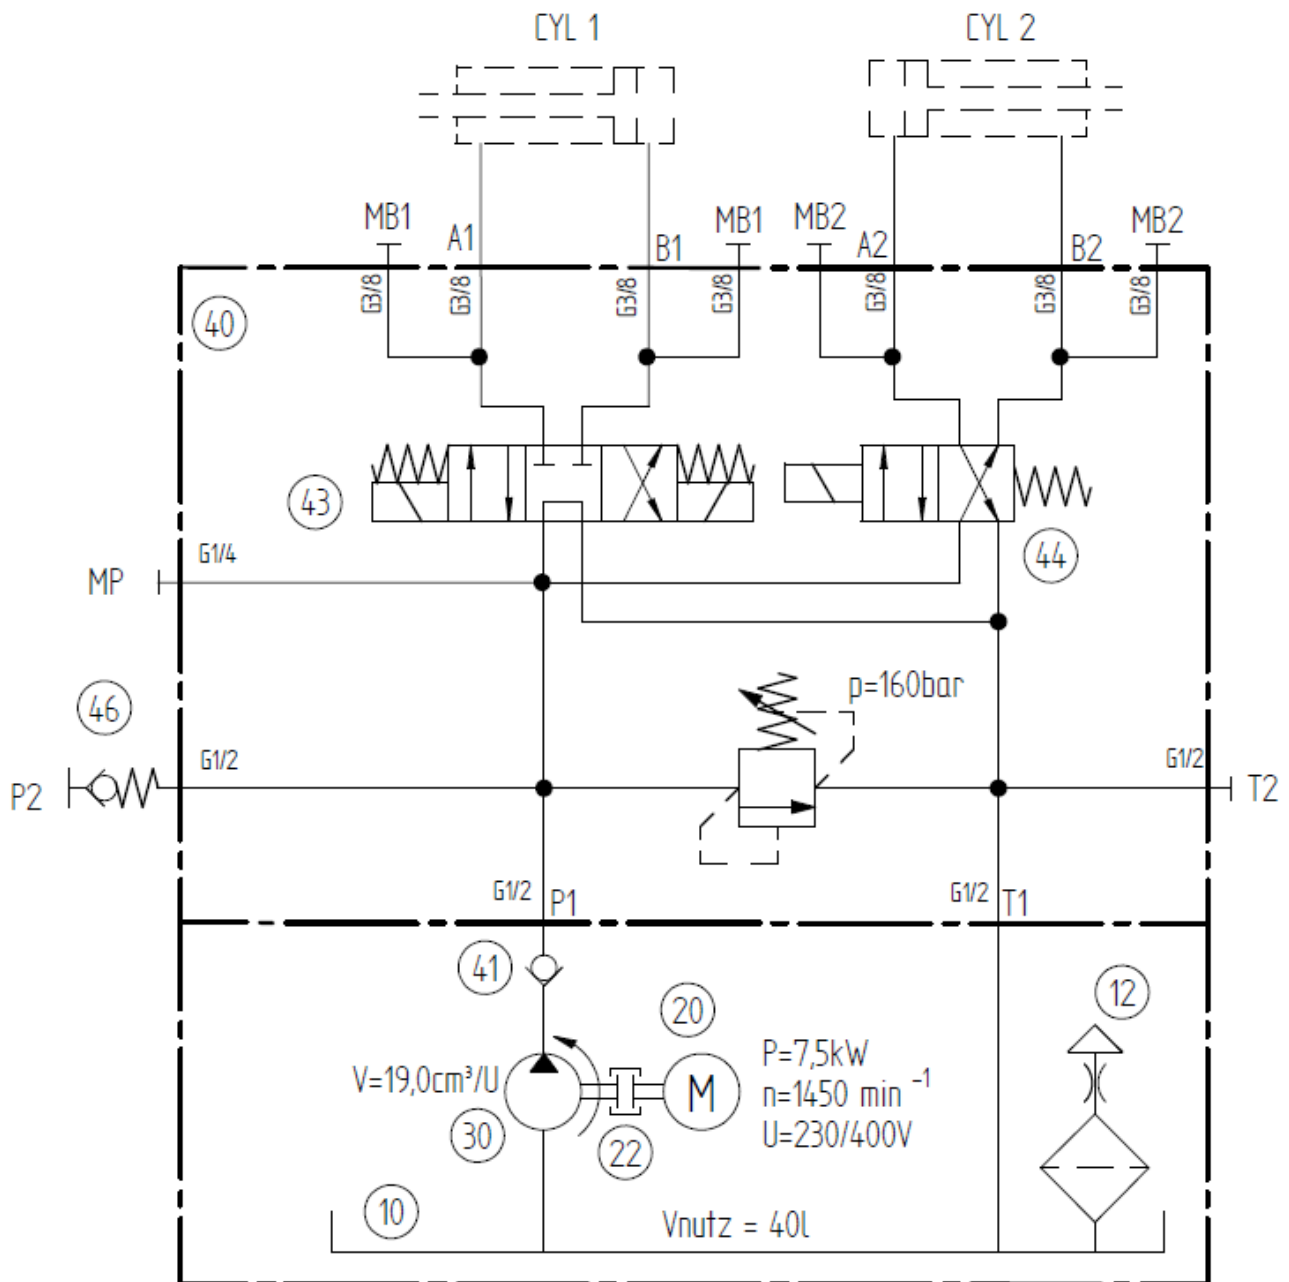 CYL 1
CYL 2
MB1
A1
B1
MB1
MB2
A2
B2
MB2
G3/8
G3/8
G3/8
G3/8
G3/8
G3/8
G3/8
G3/8
40
43
44
MP
G1/4
46
p=160bar
P2
G1/2
G1/2
T2
G1/2
P1
G1/2
T1
41
20
12
V=19,0cm³/U
M
P=7,5kW
n=1450 min ⁻¹
U=230/400V
30
22
10
Vnutz = 40l